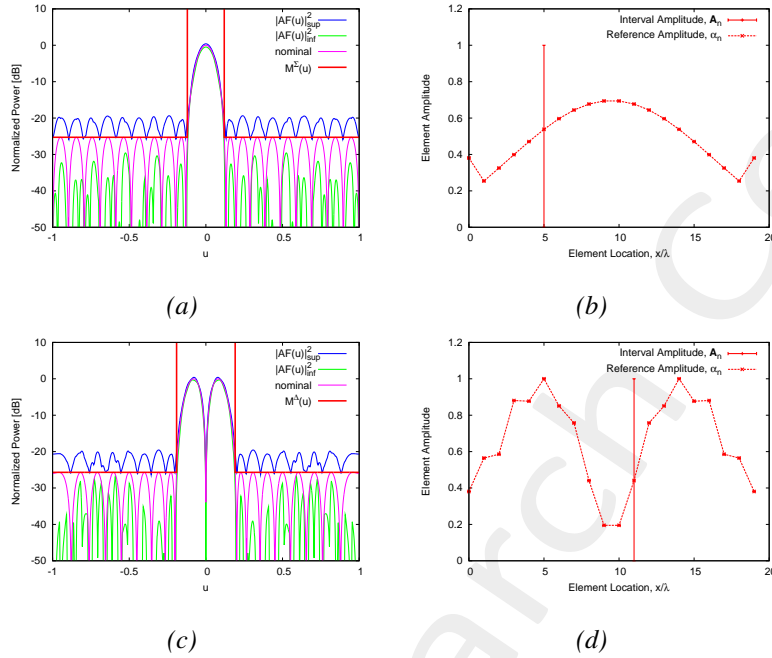 10
0
-10
-20
-30
-40
-50
-1
-0.5
0
0.5
1
Normalized Power [dB]
u
|AF(u)|²sup
|AF(u)|²inf
nominal
M^Σ(u)
(a)
0
0.2
0.4
0.6
0.8
1
1.2
0
5
10
15
20
Element Amplitude
Element Location, x/λ
Interval Amplitude, Aₙ
Reference Amplitude, αₙ
(b)
10
0
-10
-20
-30
-40
-50
-1
-0.5
0
0.5
1
Normalized Power [dB]
u
|AF(u)|²sup
|AF(u)|²inf
nominal
M^Δ(u)
(c)
0
0.2
0.4
0.6
0.8
1
1.2
0
5
10
15
20
Element Amplitude
Element Location, x/λ
Interval Amplitude, Aₙ
Reference Amplitude, αₙ
(d)